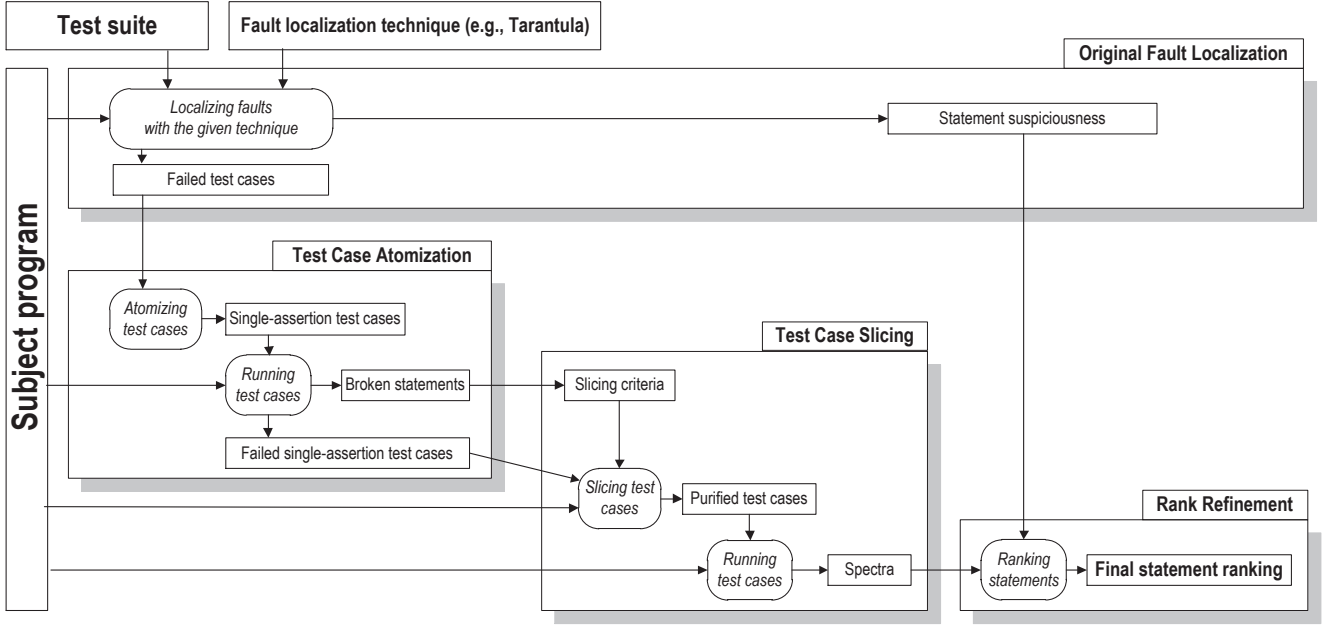 Test suite
Fault localization technique (e.g., Tarantula)
Original Fault Localization
Localizing faults
with the given technique
Statement suspiciousness
Failed test cases
Subject program
Test Case Atomization
Atomizing
test cases
Single-assertion test cases
Running
test cases
Broken statements
Failed single-assertion test cases
Test Case Slicing
Slicing criteria
Slicing test
cases
Purified test cases
Running
test cases
Spectra
Rank Refinement
Ranking
statements
Final statement ranking